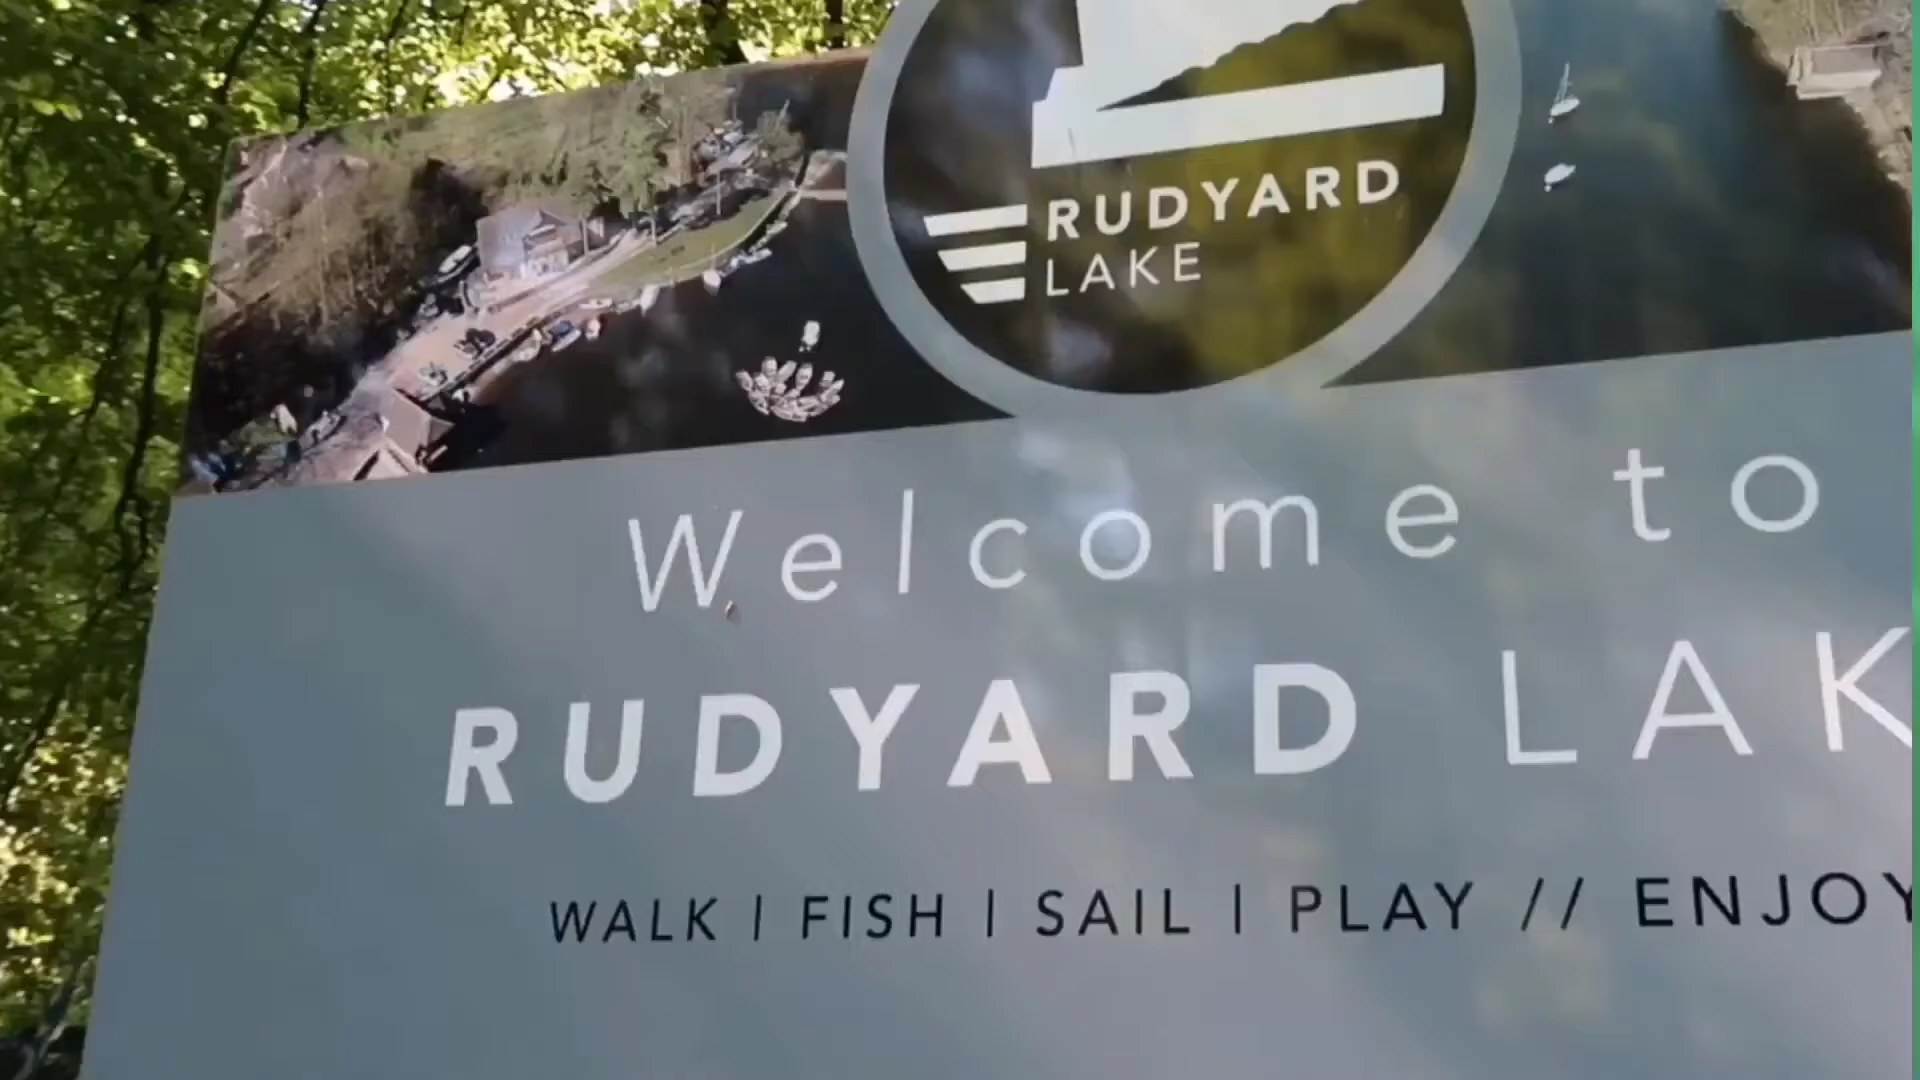 RUDYARD
LAKE
Welcome to
RUDYARD LAK
WALK | FISH | SAIL | PLAY // ENJOY